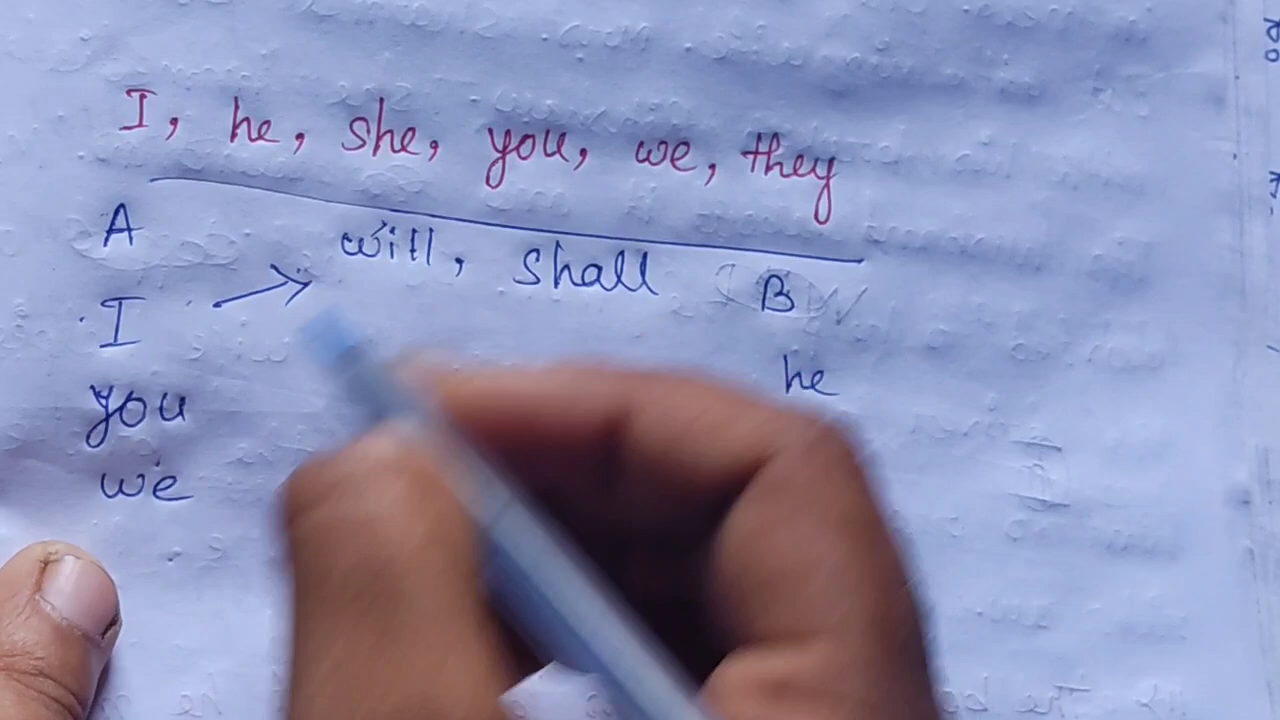 I, he, she, you, we, they
A will, shall B
I he
you
we